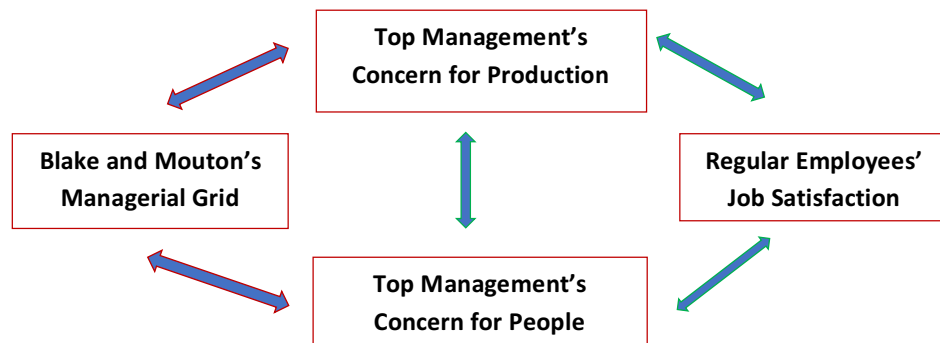 Top Management’s
Concern for Production
Blake and Mouton’s
Managerial Grid
Regular Employees’
Job Satisfaction
Top Management’s
Concern for People